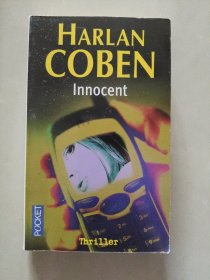 HARLAN
COBEN
Innocent
POCKET
Thriller